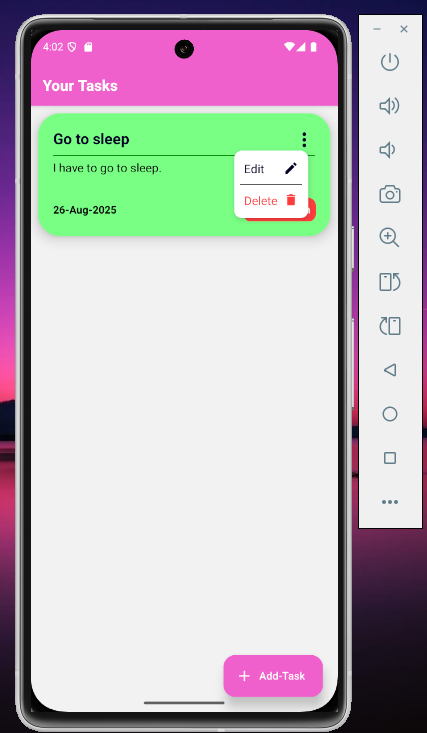 4:02
Your Tasks
Go to sleep
Edit
I have to go to sleep.
Delete
26-Aug-2025
Add-Task